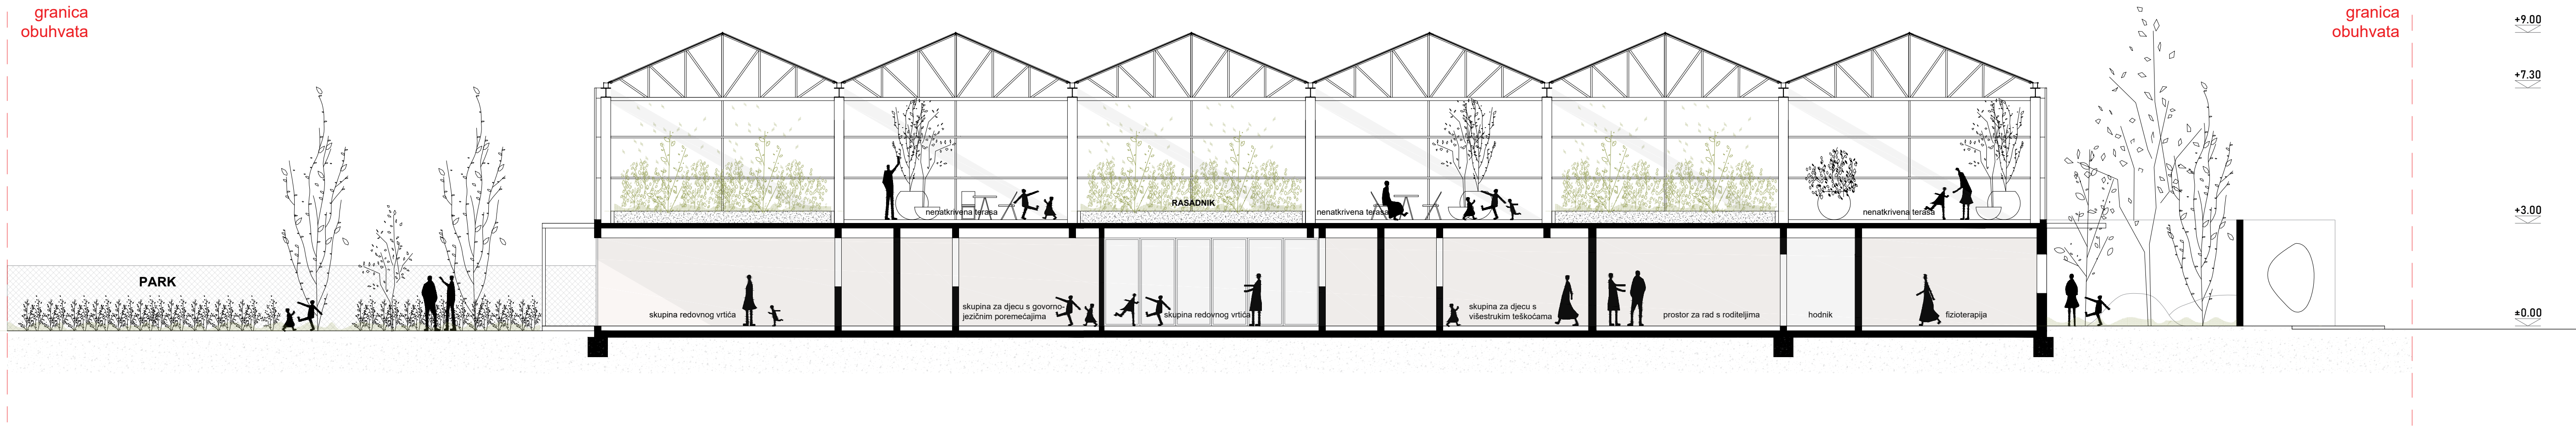 granica
obuhvata
granica
obuhvata
+9.00
+7.30
+3.00
±0.00
nenatkrivena terasa
RASADNIK
nenatkrivena terasa
nenatkrivena terasa
PARK
skupina redovnog vrtića
skupina za djecu s govorno-
jezičnim poremećajima
skupina redovnog vrtića
skupina za djecu s
višestrukim teškoćama
prostor za rad s roditeljima
hodnik
fizioterapija